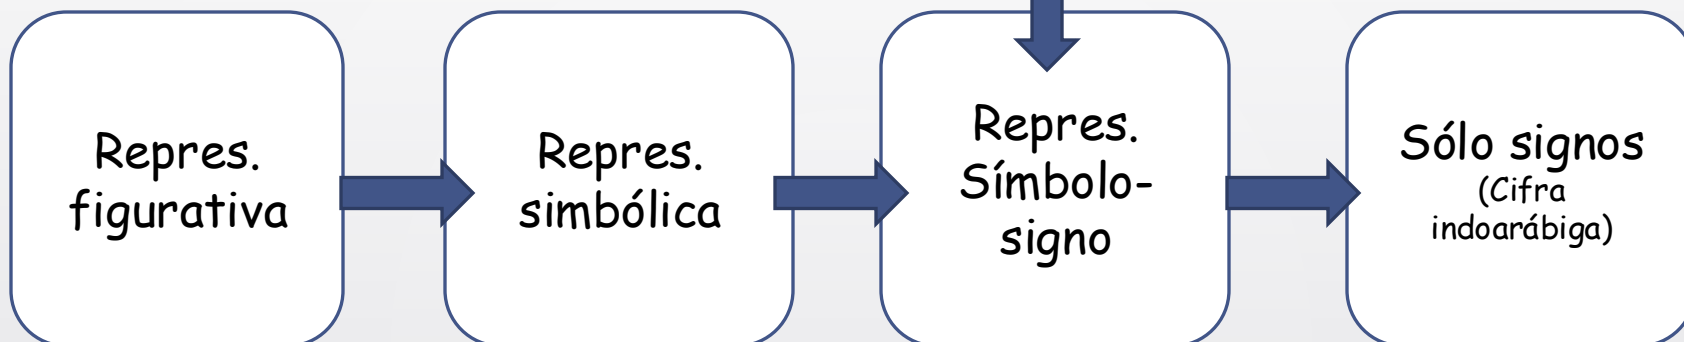 Repres.
figurativa
Repres.
simbólica
Repres.
Símbolo-
signo
Sólo signos
(Cifra
indoarábiga)